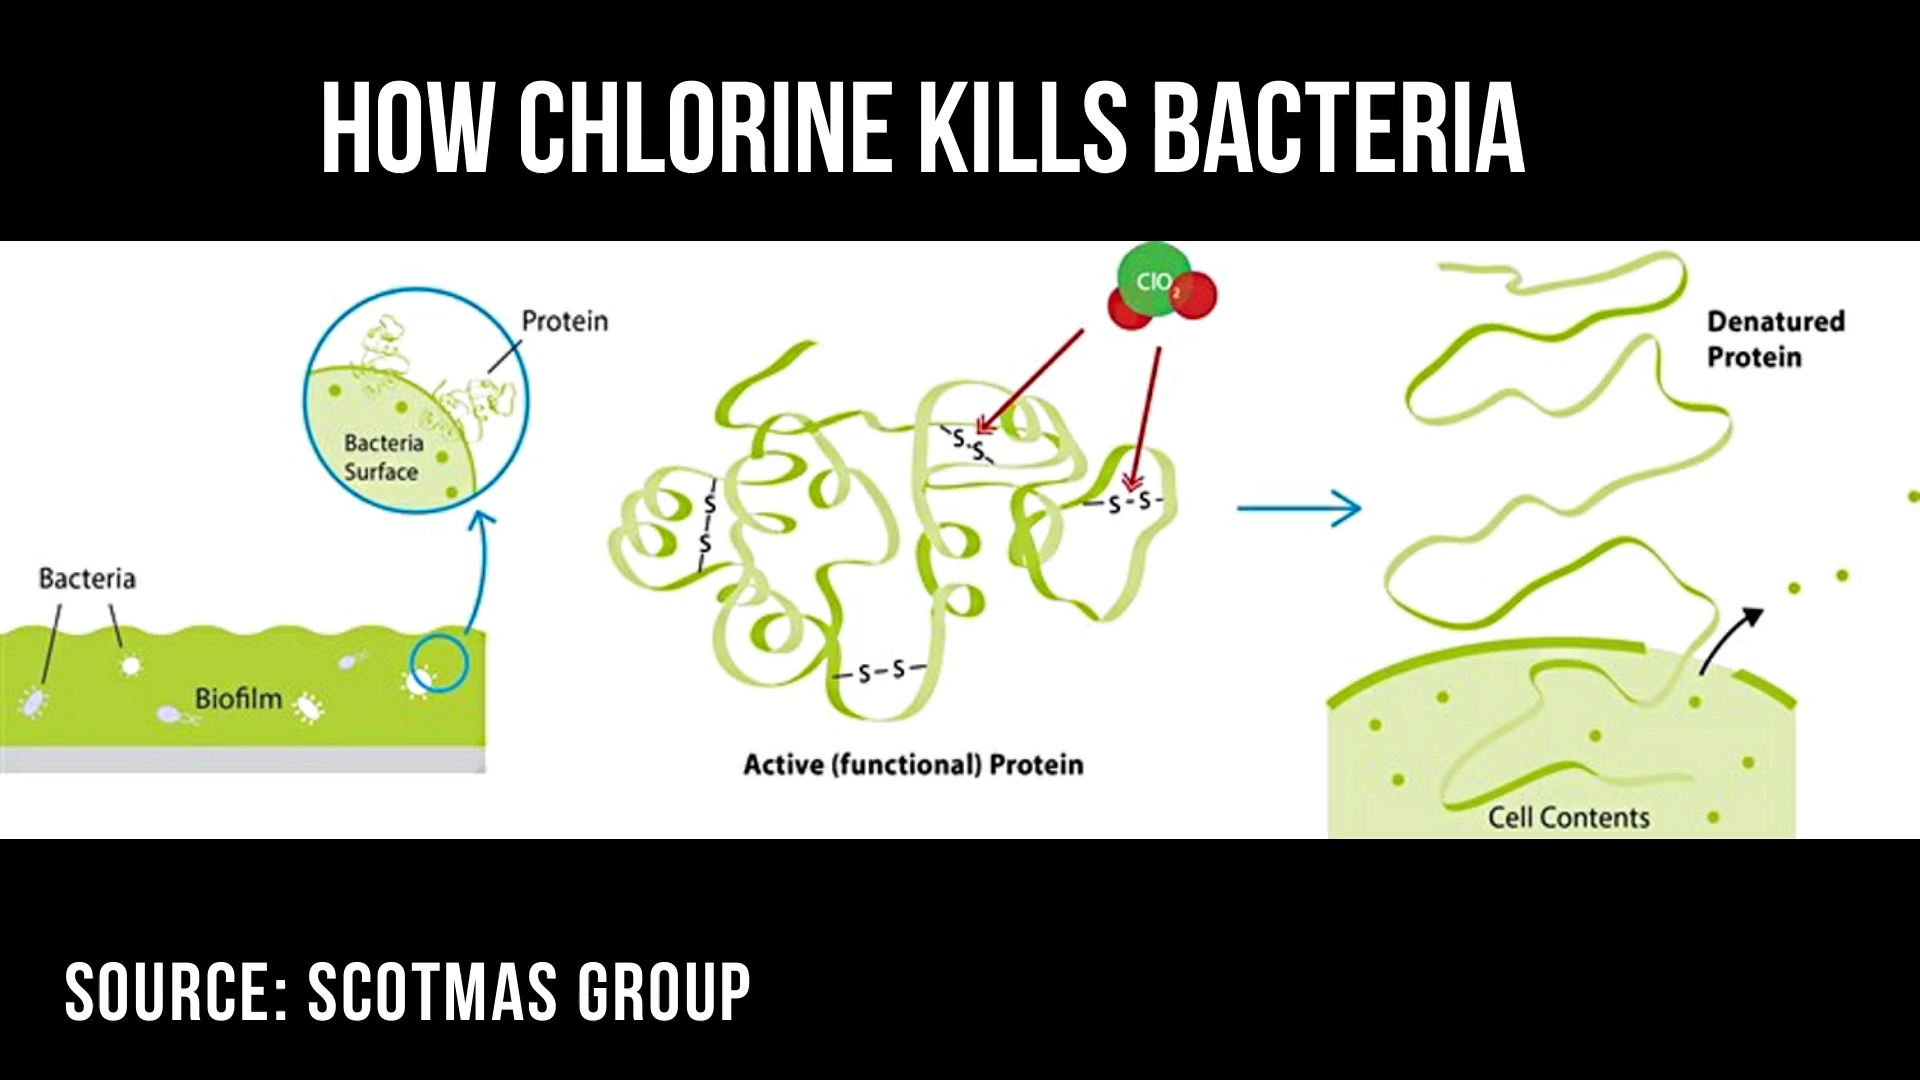 HOW CHLORINE KILLS BACTERIA
Protein
Bacteria
Surface
Bacteria
Biofilm
ClO2
S
S
S-S
S
S
S-S
Active (functional) Protein
Denatured
Protein
Cell Contents
SOURCE: SCOTMAS GROUP